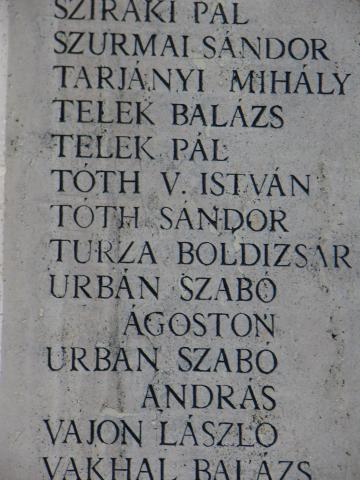 SZIRÁKI PÁL
SZURMAI SÁNDOR
TARJÁNYI MIHÁLY
TELEK BALÁZS
TELEK PÁL
TÓTH V. ISTVÁN
TÓTH SÁNDOR
TURZA BOLDIZSÁR
URBÁN SZABÓ
ÁGOSTON
URBÁN SZABÓ
ANDRÁS
VAJON LÁSZLÓ
VAKHAL BALÁZS